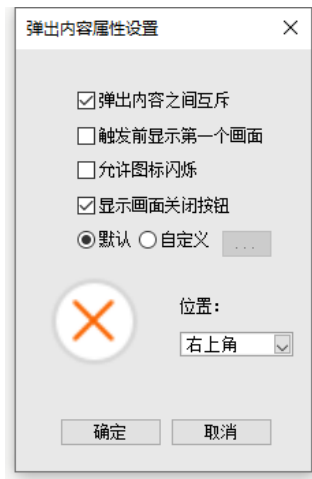 弹出内容属性设置
弹出内容之间互斥
触发前显示第一个画面
允许图标闪烁
显示画面关闭按钮
默认 自定义 ...
位置：
右上角
确定 取消